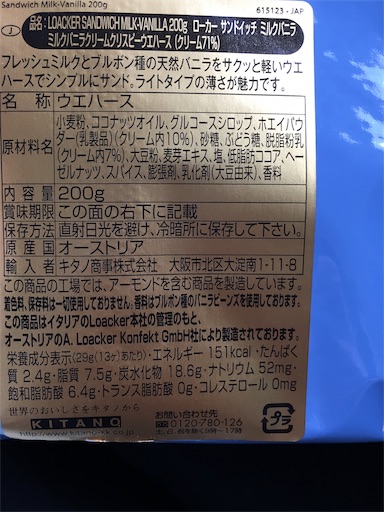 Sandwich Milk-Vanilla 200g 615123 - JAP
品名: LOACKER SANDWICH MILK-VANILLA 200g ローカー サンドイッチ ミルクバニラ
ミルクバニラクリームクリスピーウエハース (クリーム71%)
フレッシュミルクとブルボン種の天然バニラをサクッと軽いウエ
ハースでシンプルにサンド。ライトタイプの薄さが魅力です。
名称 ウエハース
原材料名 小麦粉、ココナッツオイル、グルコースシロップ、ホエイパウ
ダー(乳製品)(クリーム内10%)、砂糖、ぶどう糖、脱脂粉乳
(クリーム内7%)、大豆粉、麦芽エキス、塩、低脂肪ココア、ヘー
ゼルナッツ、スパイス、膨張剤、乳化剤(大豆由来)、香料
内容量 200g
賞味期限 この面の右下に記載
保存方法 直射日光を避け、冷暗所に保存して下さい。
原産国 オーストリア
輸入者 キタノ商事株式会社 大阪市北区大淀南1-11-8
この商品の工場では、アーモンドを含む商品を製造しています。
着色料、保存料は一切使用しておりません。香料はブルボン種のバニラビーンズを使用しております。
この商品はイタリアのLoacker本社の管理のもと、
オーストリアのA. Loacker Konfekt GmbH社により製造されております。
栄養成分表示(29g(13ヶ)あたり)・エネルギー 151kcal・たんぱく
質 2.4g・脂質 7.5g・炭水化物 18.6g・ナトリウム 52mg・
飽和脂肪酸 6.4g・トランス脂肪酸 0g・コレステロール 0mg
世界のおいしさをキタノから
KITANO
http://www.kitano-kk.co.jp
お問い合わせ先
0120-780-126
土、日、祝を除く9時~17時
プラ